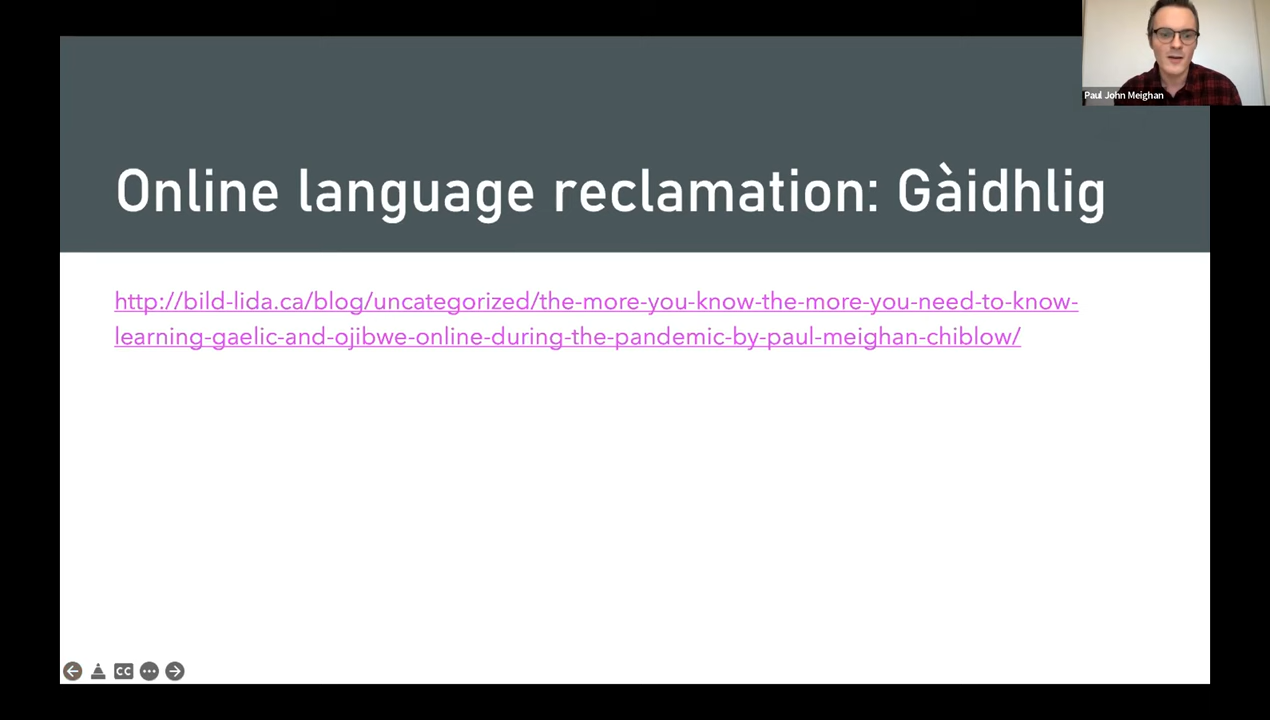 Paul John Meighan
Online language reclamation: Gàidhlig
http://bild-lida.ca/blog/uncategorized/the-more-you-know-the-more-you-need-to-know-
learning-gaelic-and-ojibwe-online-during-the-pandemic-by-paul-meighan-chiblow/
CC